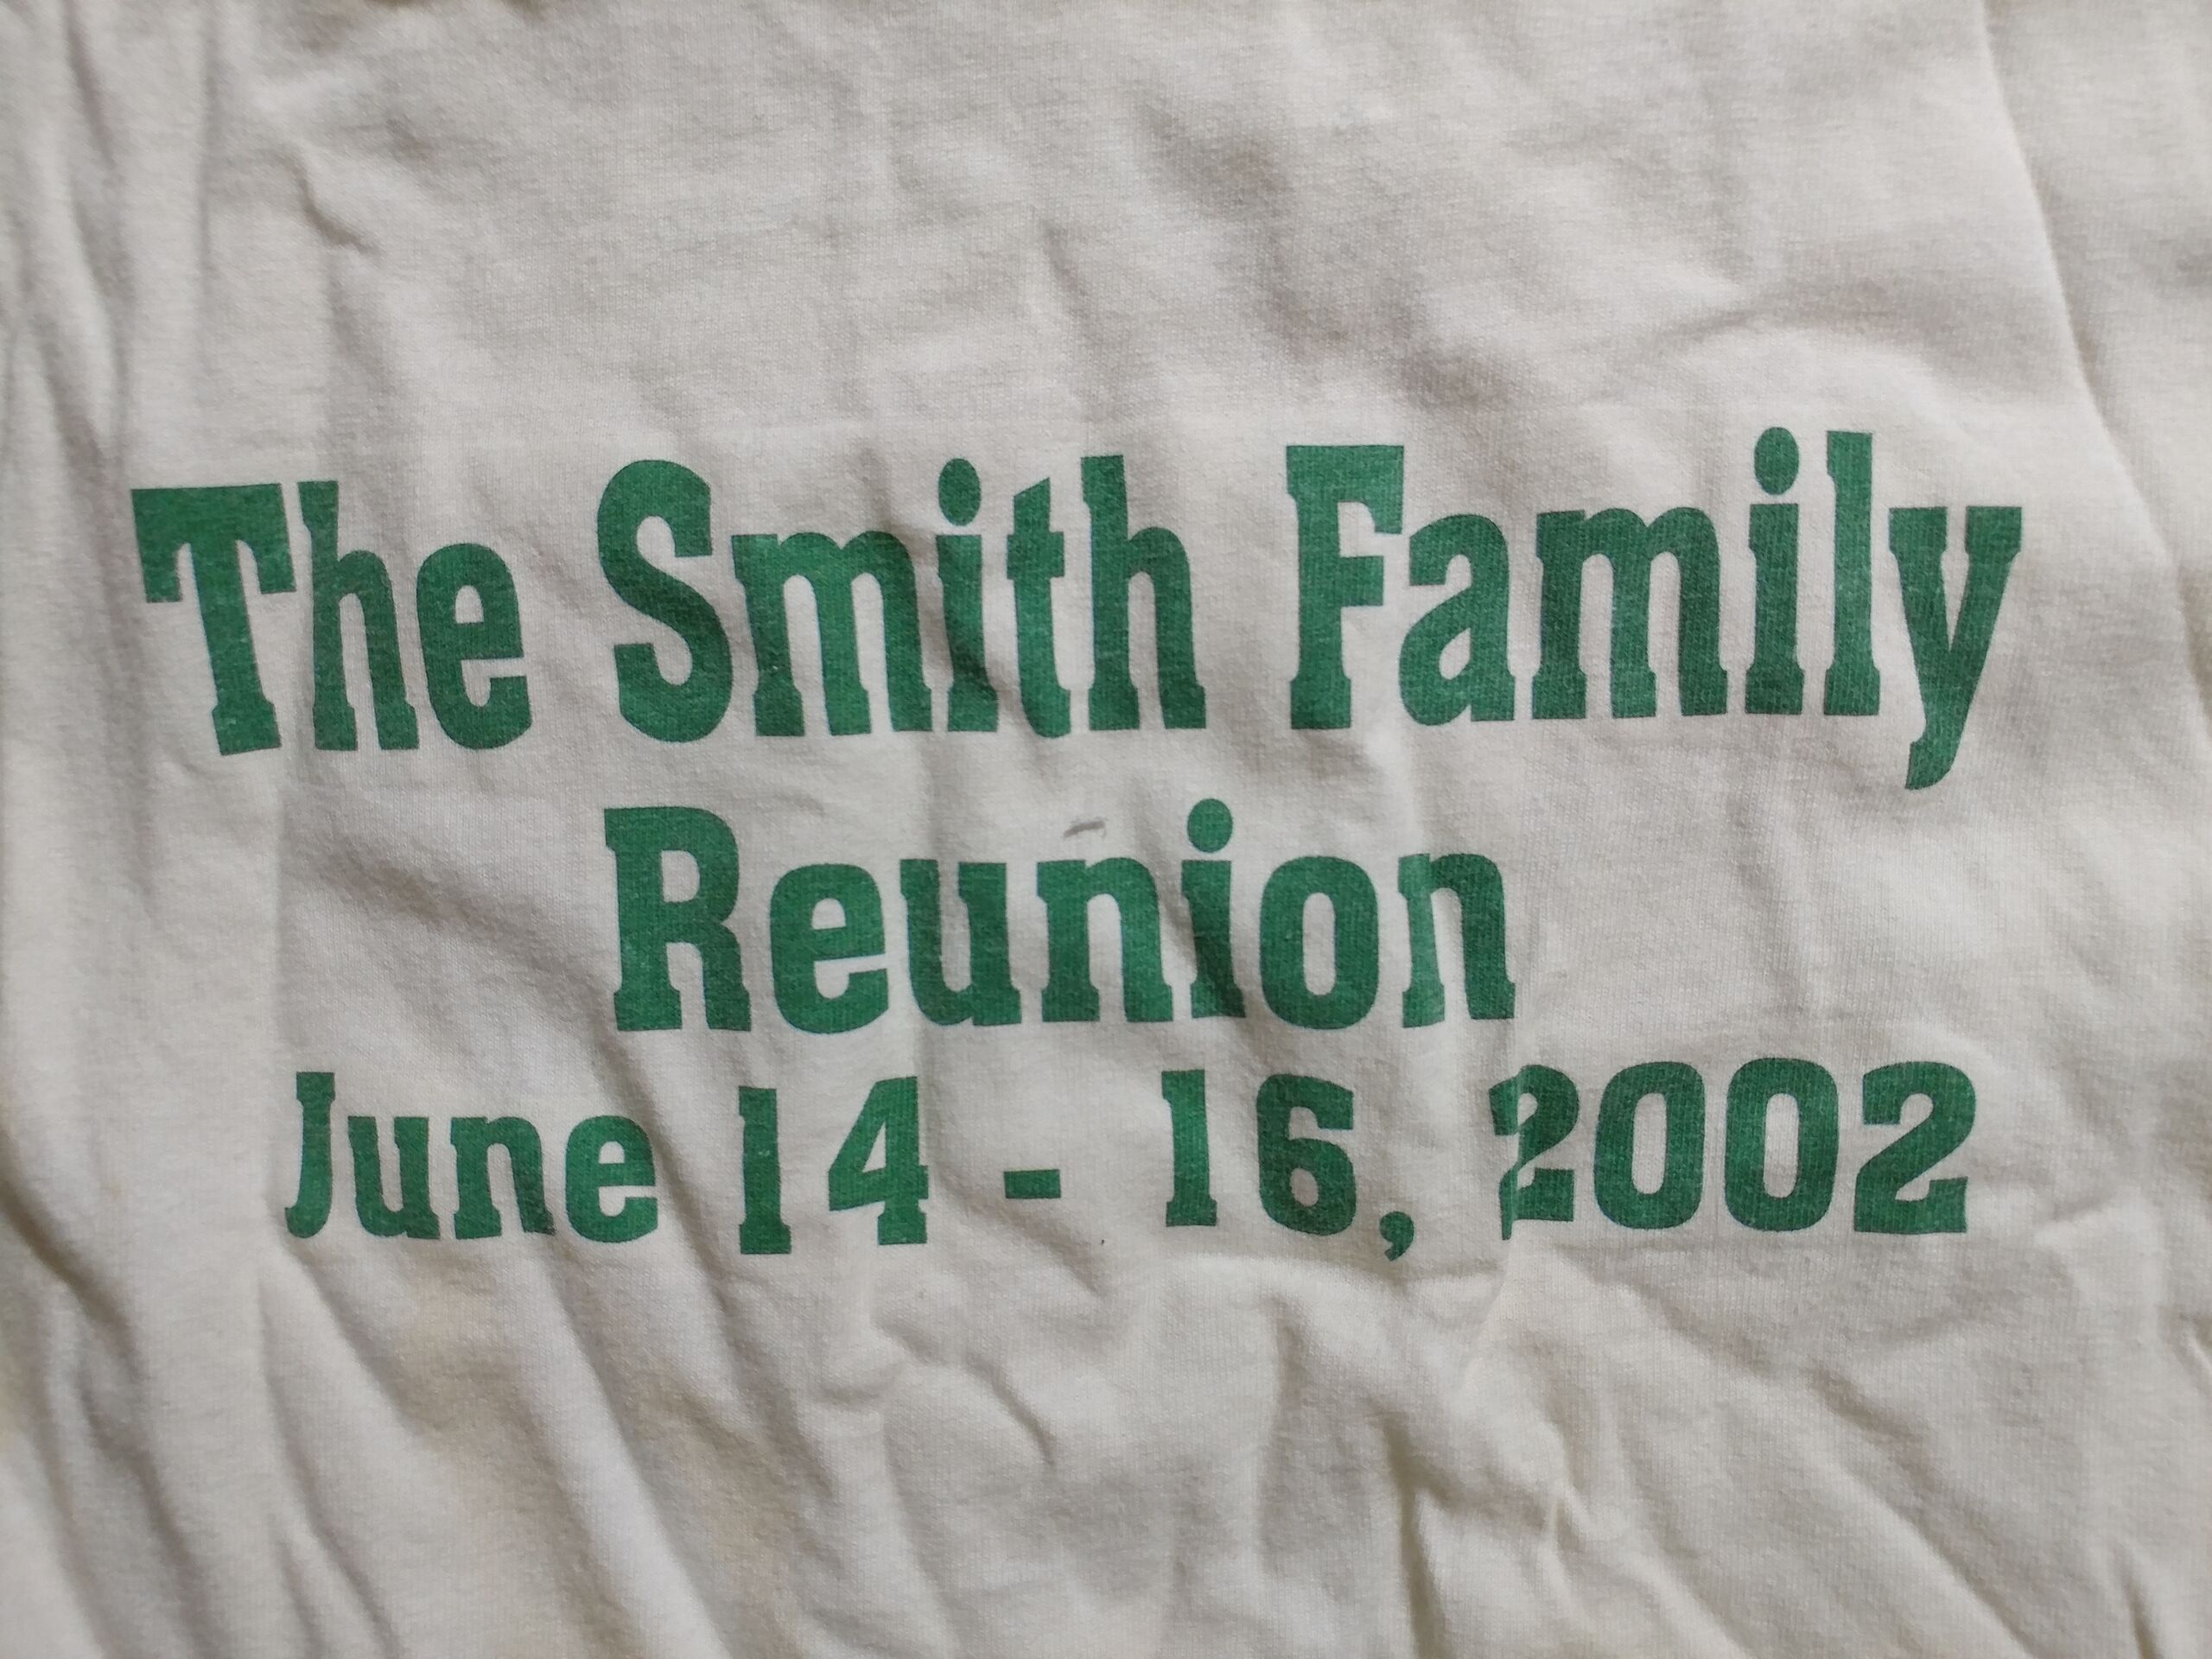 The Smith Family
Reunion
June 14 - 16, 2002